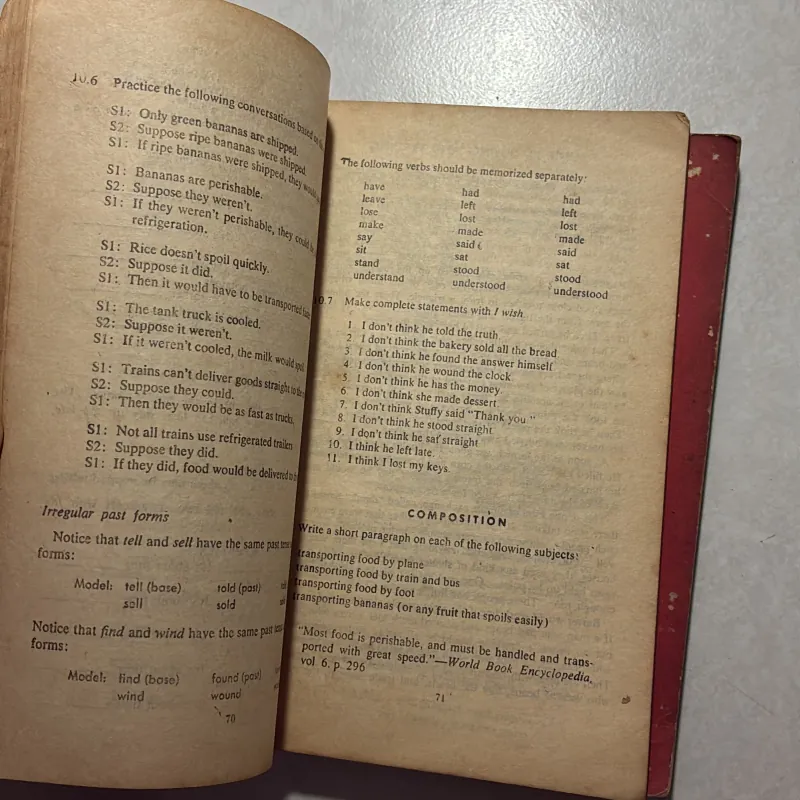 10.6 Practice the following conversations based on
S1: Only green bananas are shipped.
S2: Suppose ripe bananas were shipped.
S1: If ripe bananas were shipped, they would
S1: Bananas are perishable.
S2: Suppose they weren't.
S1: If they weren't perishable, they could be
refrigeration.
S1: Rice doesn't spoil quickly.
S2: Suppose it did.
S1: Then it would have to be transported
S1: The tank truck is cooled.
S2: Suppose it weren't.
S1: If it weren't cooled, the milk would spoil
S1: Trains can't deliver goods straight to
S2: Suppose they could.
S1: Then they would be as fast as trucks.
S1: Not all trains use refrigerated trailers
S2: Suppose they did.
S1: If they did, food would be delivered
Irregular past forms
Notice that tell and sell have the same past
forms:
Model: tell (base) told (past)
sell sold
Notice that find and wind have the same past
forms:
Model: find (base) found (past)
wind wound
70
The following verbs should be memorized separately:
have had had
leave left left
lose lost lost
make made made
say said said
sit sat sat
stand stood stood
understand understood understood
10.7 Make complete statements with I wish
1 I don't think he told the truth.
2 I don't think the bakery sold all the bread.
3 I don't think he found the answer himself
4. I don't think he wound the clock
5. I don't think he has the money.
6 I don't think she made dessert.
7. I don't think Stuffy said "Thank you."
8. I don't think he stood straight
9. I don't think he sat straight
10. I think he left late.
11. I think I lost my keys.
COMPOSITION
Write a short paragraph on each of the following subjects:
transporting food by plane
transporting food by train and bus
transporting food by foot
transporting bananas (or any fruit that spoils easily)
"Most food is perishable, and must be handled and trans-
ported with great speed."—World Book Encyclopedia,
vol 6, p. 296
71